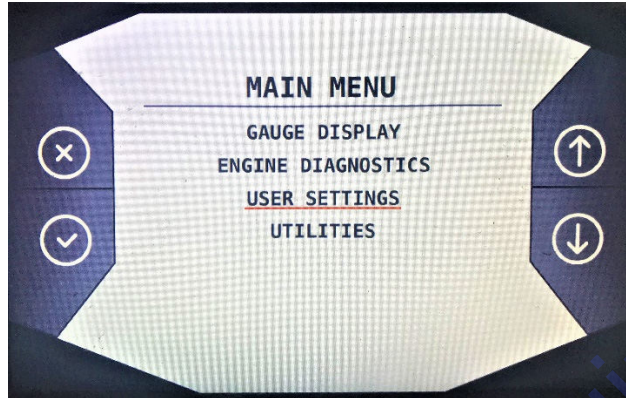 MAIN MENU
GAUGE DISPLAY
ENGINE DIAGNOSTICS
USER SETTINGS
UTILITIES